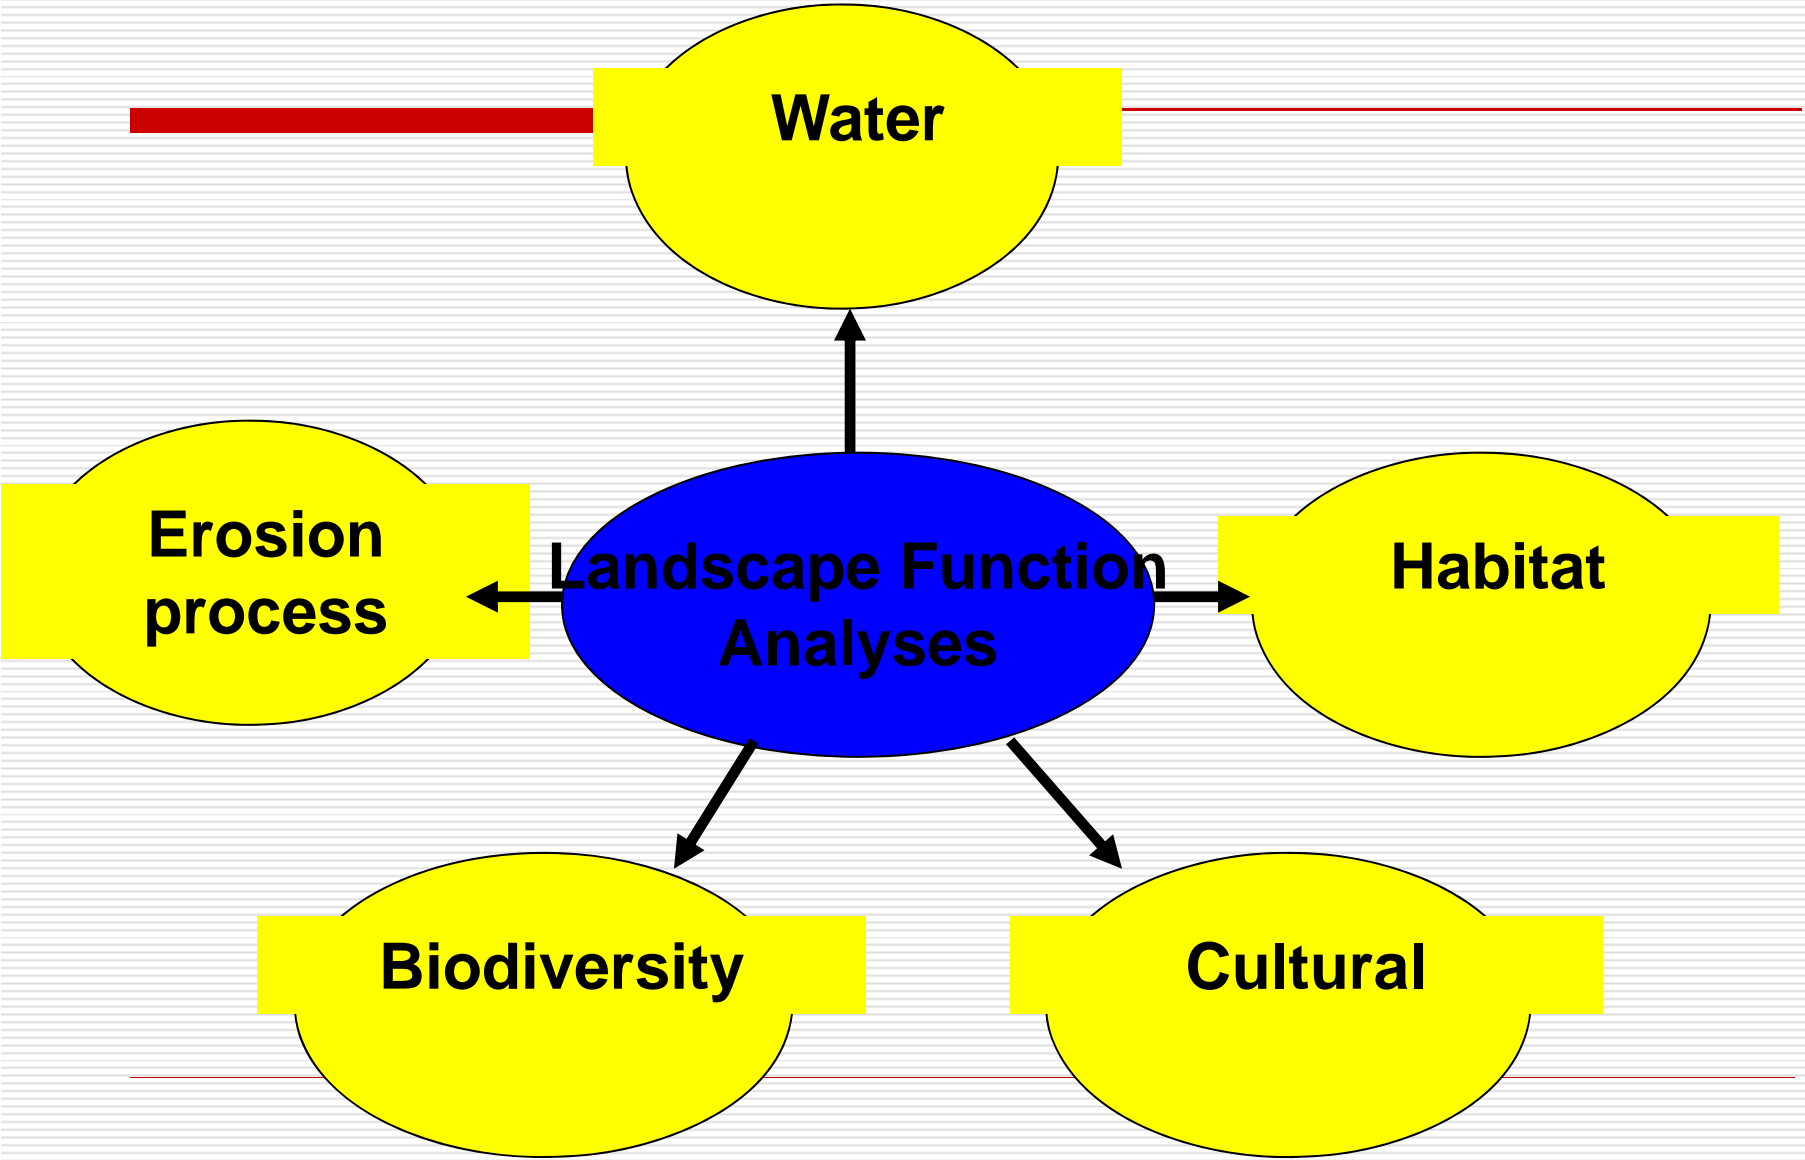 Water
Erosion
process
Landscape Function
Analyses
Habitat
Biodiversity
Cultural